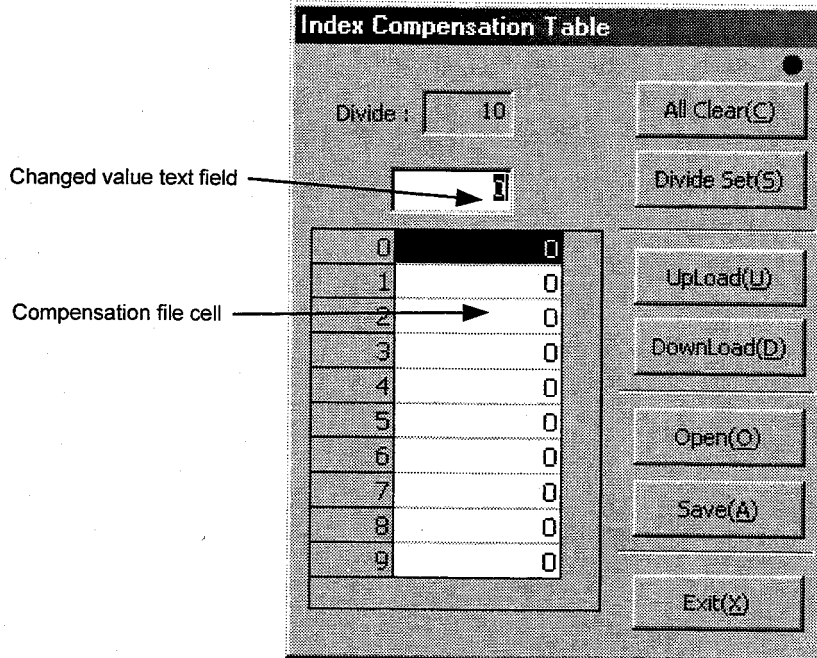 Index Compensation Table
Divide : 10
All Clear(C)
Changed value text field
0
Divide Set(S)
0 0
1 0
2 0
3 0
4 0
5 0
6 0
7 0
8 0
9 0
Compensation file cell
UpLoad(U)
DownLoad(D)
Open(O)
Save(A)
Exit(X)